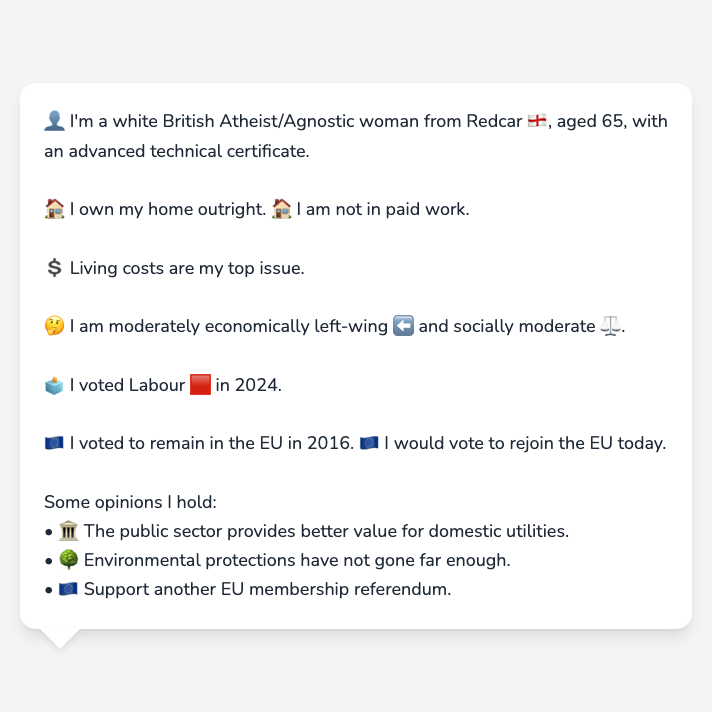 👤 I'm a white British Atheist/Agnostic woman from Redcar 🏴󠁧󠁢󠁥󠁮󠁧󠁿, aged 65, with
an advanced technical certificate.
🏠 I own my home outright. 🏠 I am not in paid work.
💲 Living costs are my top issue.
🤔 I am moderately economically left-wing ⬅️ and socially moderate ⚖️.
🗳️ I voted Labour 🟥 in 2024.
🇪🇺 I voted to remain in the EU in 2016. 🇪🇺 I would vote to rejoin the EU today.
Some opinions I hold:
• 🏛️ The public sector provides better value for domestic utilities.
• 🌳 Environmental protections have not gone far enough.
• 🇪🇺 Support another EU membership referendum.